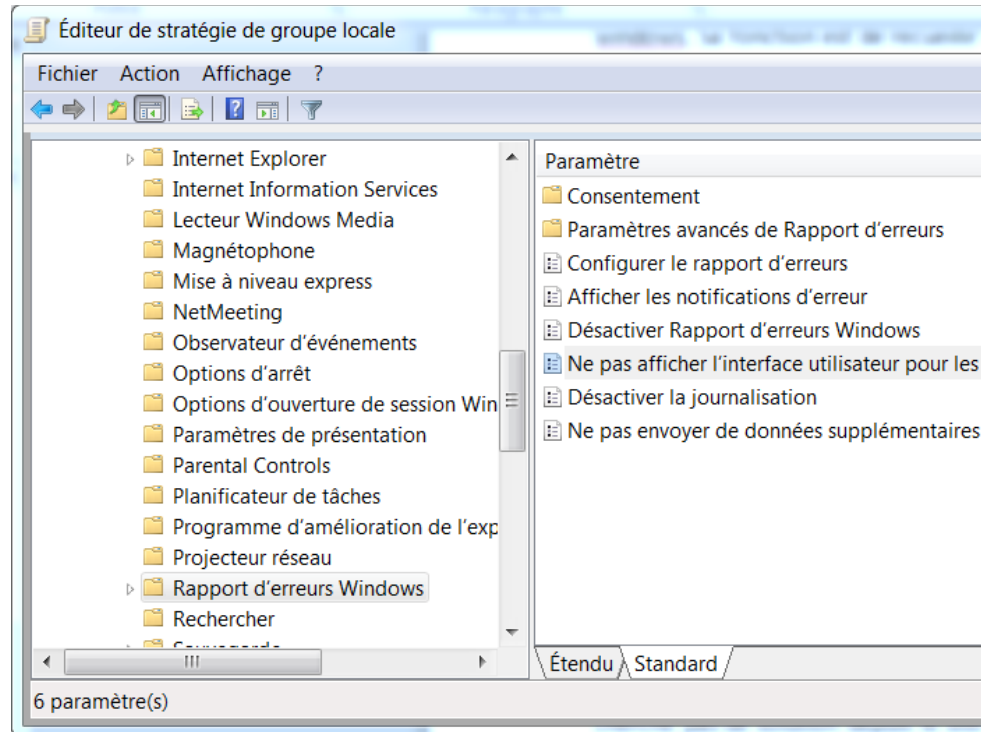 Éditeur de stratégie de groupe locale
Fichier Action Affichage ?
Internet Explorer
Internet Information Services
Lecteur Windows Media
Magnétophone
Mise à niveau express
NetMeeting
Observateur d'événements
Options d'arrêt
Options d'ouverture de session Win
Paramètres de présentation
Parental Controls
Planificateur de tâches
Programme d'amélioration de l'exp
Projecteur réseau
Rapport d'erreurs Windows
Rechercher
Sauvegarde
Paramètre
Consentement
Paramètres avancés de Rapport d'erreurs
Configurer le rapport d'erreurs
Afficher les notifications d'erreur
Désactiver Rapport d'erreurs Windows
Ne pas afficher l'interface utilisateur pour les
Désactiver la journalisation
Ne pas envoyer de données supplémentaires
Étendu Standard
6 paramètre(s)